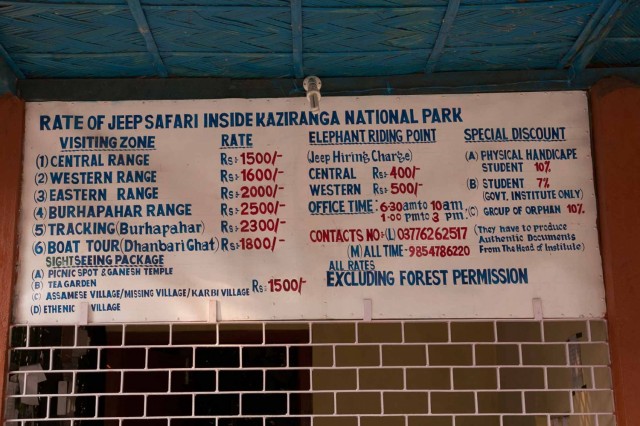 RATE OF JEEP SAFARI INSIDE KAZIRANGA NATIONAL PARK
VISITING ZONE RATE
(1) CENTRAL RANGE Rs:- 1500/-
(2) WESTERN RANGE Rs:- 1600/-
(3) EASTERN RANGE Rs:- 2000/-
(4) BURHAPAHAR RANGE Rs:- 2500/-
(5) TRACKING (Burhapahar) Rs:- 2300/-
(6) BOAT TOUR (Dhanbari Ghat) Rs:- 1800/-
SIGHTSEEING PACKAGE
(A) PICNIC SPOT & GANESH TEMPLE
(B) TEA GARDEN
(C) ASSAMESE VILLAGE/MISSING VILLAGE/KARBI VILLAGE Rs:- 1500/-
(D) ETHENIC VILLAGE
ELEPHANT RIDING POINT
(Jeep Hiring Charge)
CENTRAL Rs:- 400/-
WESTERN Rs:- 500/-
OFFICE TIME: 6:30am to 10am
1:00 pm to 3 pm.
CONTACTS NO:- (L) 03776262517
(M) ALL TIME - 9854786220
ALL RATES
EXCLUDING FOREST PERMISSION
SPECIAL DISCOUNT
(A) PHYSICAL HANDICAPE
STUDENT 10%
(B) STUDENT 7%
(GOVT. INSTITUTE ONLY)
(C) GROUP OF ORPHAN 10%
(They have to produce
Authentic Documents
From The Head of Institule)